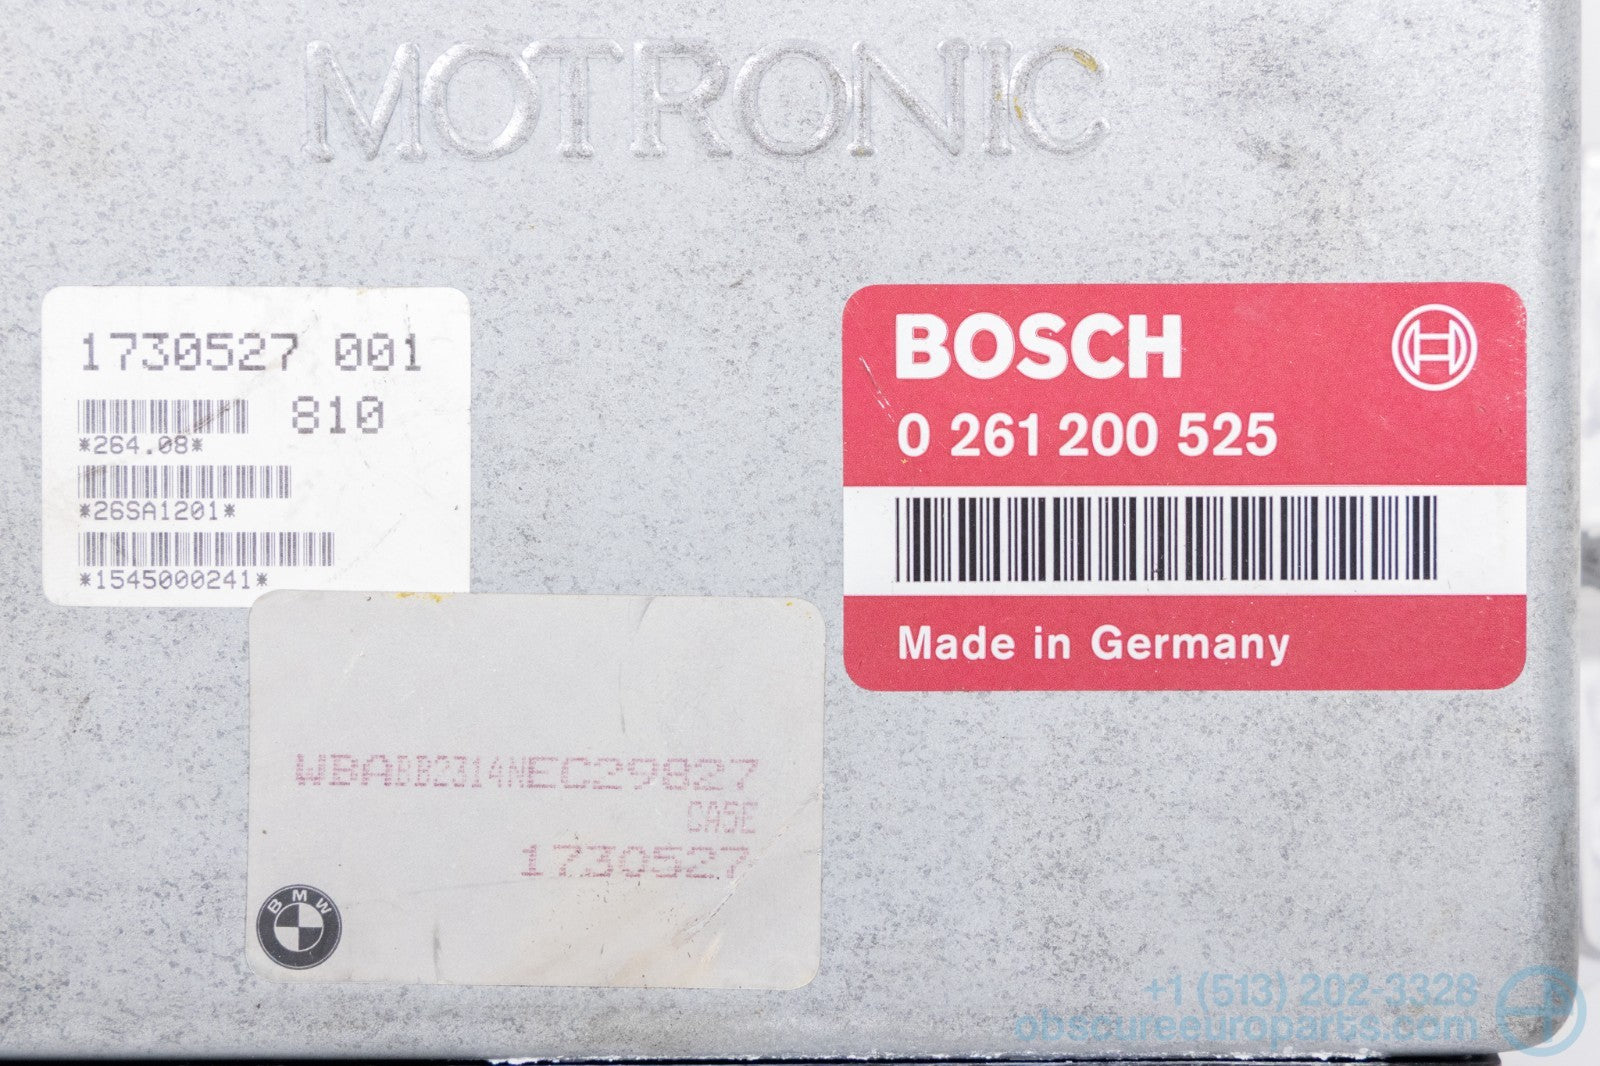 MOTRONIC
1730527 001
810
*264.08*
*26SA1201*
*1545000241*
BOSCH
0 261 200 525
Made in Germany
WBABB2314NEC29827
CASE
1730527
BMW
+1 (513) 202-3328
obscureeuroparts.com